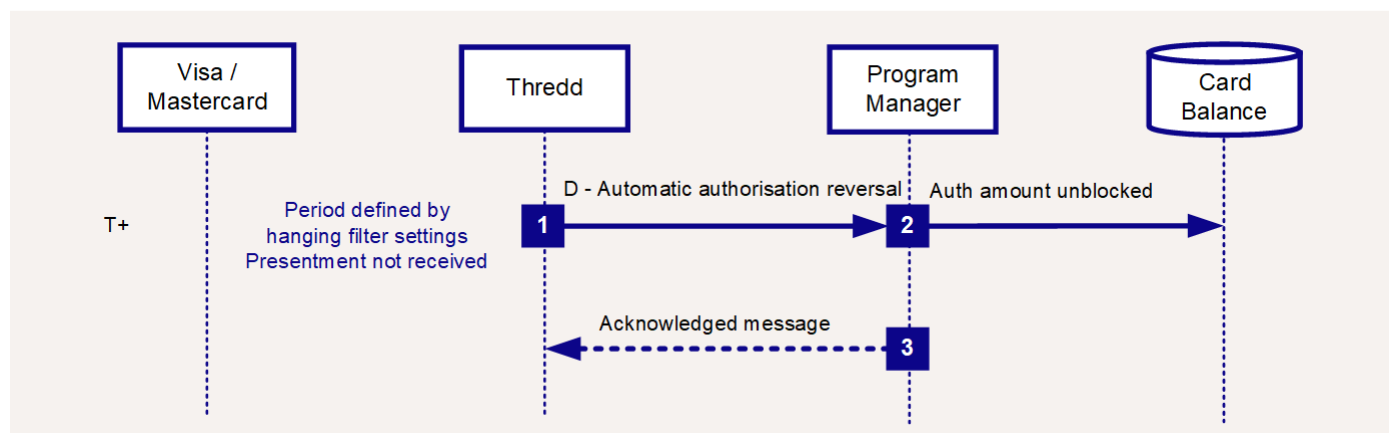 Visa /
Mastercard
Thredd
Program
Manager
Card
Balance
T+
Period defined by
hanging filter settings
Presentment not received
1
D - Automatic authorisation reversal
2
Auth amount unblocked
Acknowledged message
3